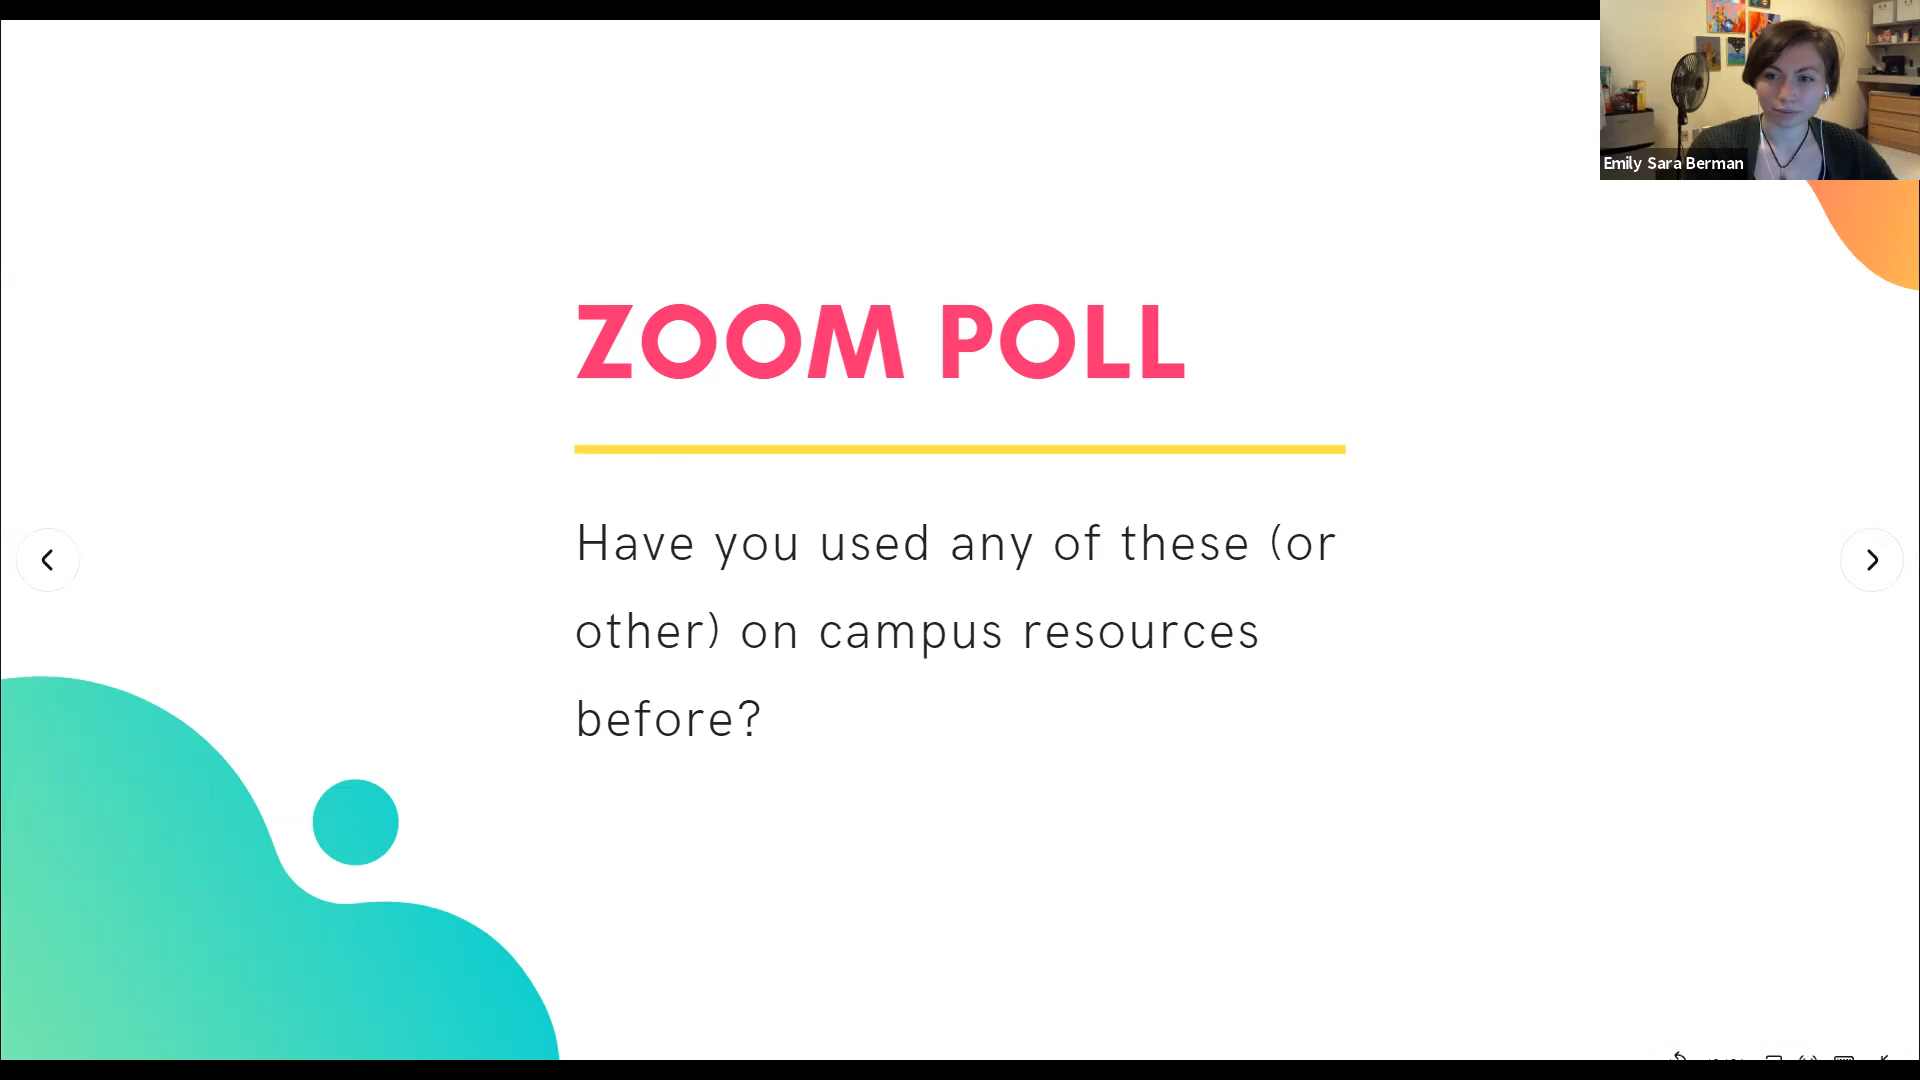 Emily Sara Berman
ZOOM POLL
Have you used any of these (or
other) on campus resources
before?